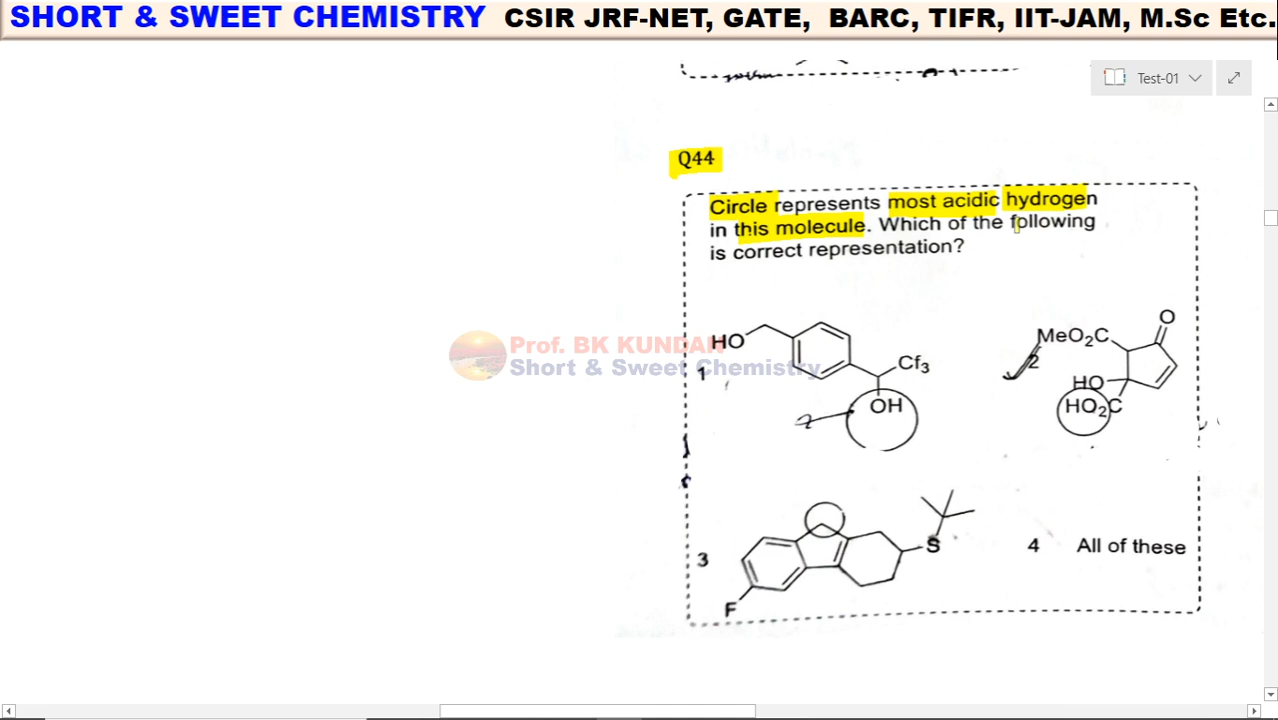 SHORT & SWEET CHEMISTRY CSIR JRF-NET, GATE, BARC, TIFR, IIT-JAM, M.Sc Etc.
Test-01
Q44
Circle represents most acidic hydrogen
in this molecule. Which of the following
is correct representation?
HO
Cf3
OH
1
MeO2C
O
2
HO
HO2C
Prof. BK KUNDAN
Short & Sweet Chemistry
3
S
F
4 All of these